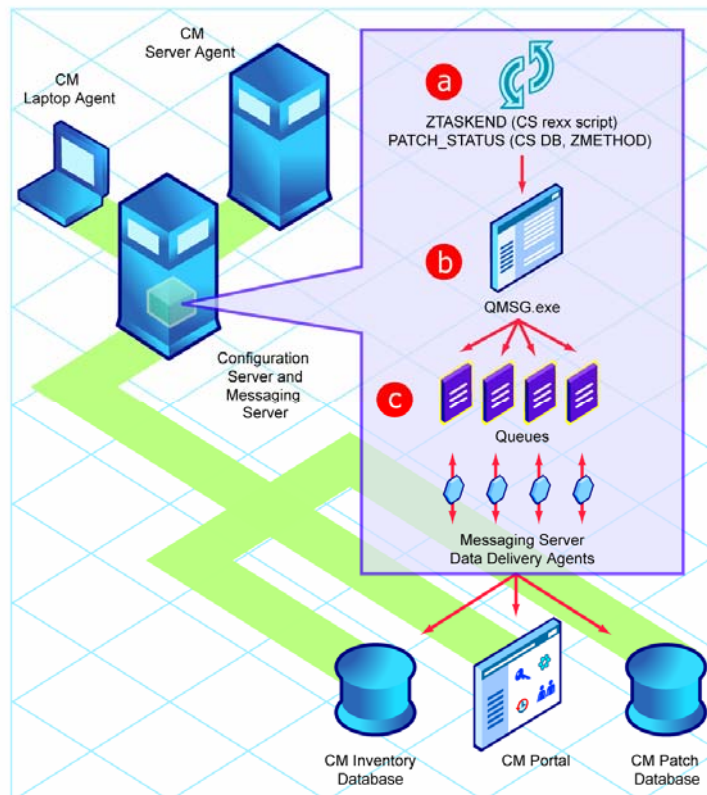 CM
Server Agent
CM
Laptop Agent
a
ZTASKEND (CS rexx script)
PATCH_STATUS (CS DB, ZMETHOD)
b
QMSG.exe
Configuration
Server and
Messaging
Server
c
Queues
Messaging Server
Data Delivery Agents
CM Inventory
Database
CM Portal
CM Patch
Database